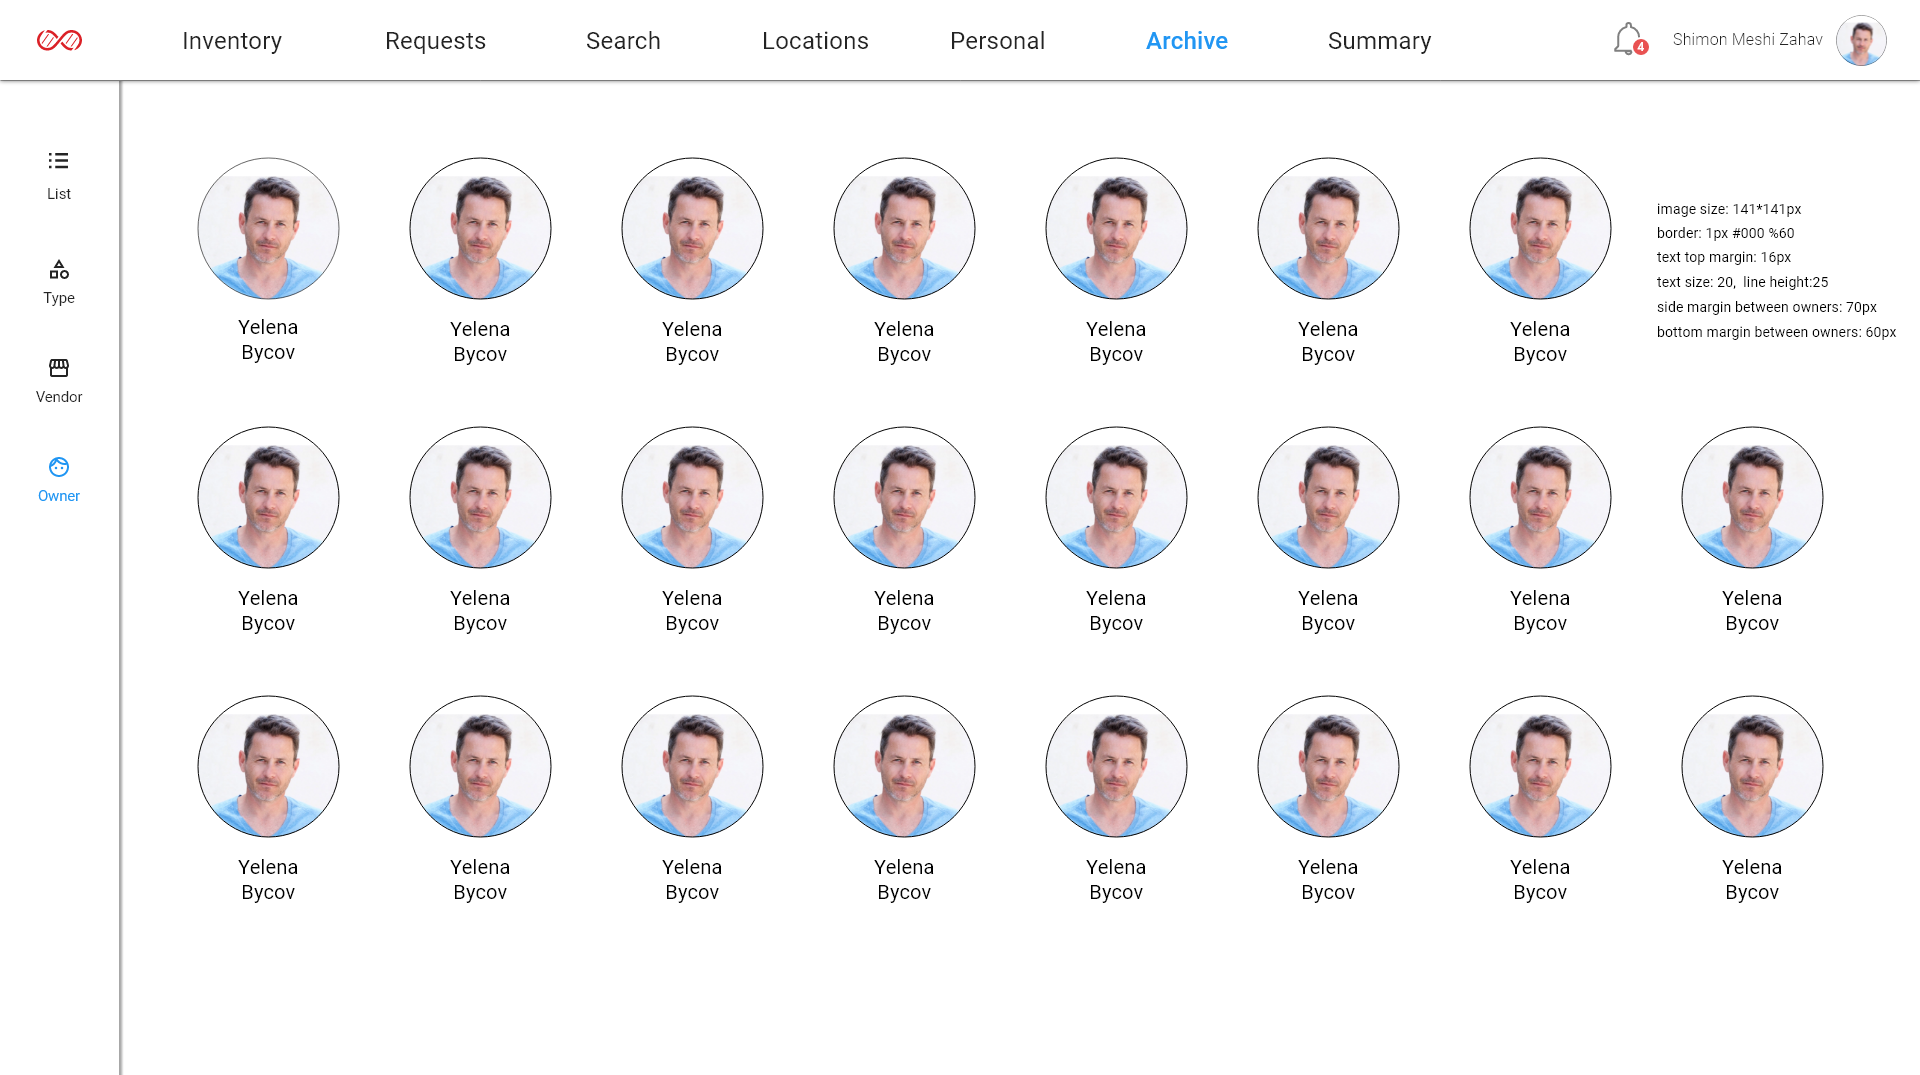 Inventory Requests Search Locations Personal Archive Summary 4 Shimon Meshi Zahav
List
Type
Vendor
Owner
Yelena Yelena Yelena Yelena Yelena Yelena Yelena
Bycov Bycov Bycov Bycov Bycov Bycov Bycov
image size: 141*141px
border: 1px #000 %60
text top margin: 16px
text size: 20, line height:25
side margin between owners: 70px
bottom margin between owners: 60px
Yelena Yelena Yelena Yelena Yelena Yelena Yelena Yelena
Bycov Bycov Bycov Bycov Bycov Bycov Bycov Bycov
Yelena Yelena Yelena Yelena Yelena Yelena Yelena Yelena
Bycov Bycov Bycov Bycov Bycov Bycov Bycov Bycov